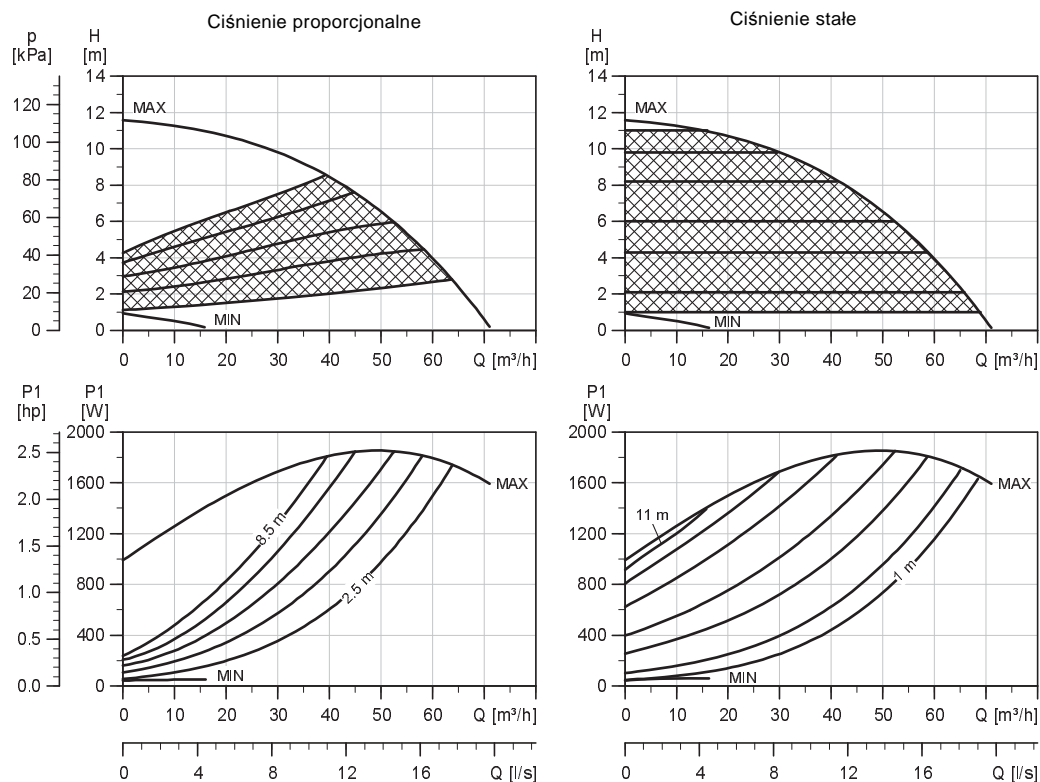 Ciśnienie proporcjonalne
Ciśnienie stałe
p
[kPa]
H
[m]
H
[m]
14
12
10
8
6
4
2
0
120
100
80
60
40
20
0
MAX
MIN
0 10 20 30 40 50 60 Q [m³/h]
14
12
10
8
6
4
2
0
MAX
MIN
0 10 20 30 40 50 60 Q [m³/h]
P1
[hp]
P1
[W]
P1
[W]
2.5
2.0
1.5
1.0
0.5
0.0
2000
1600
1200
800
400
0
8.5 m
2.5 m
MAX
MIN
0 10 20 30 40 50 60 Q [m³/h]
0 4 8 12 16 Q [l/s]
2000
1600
1200
800
400
0
11 m
1 m
MAX
MIN
0 10 20 30 40 50 60 Q [m³/h]
0 4 8 12 16 Q [l/s]